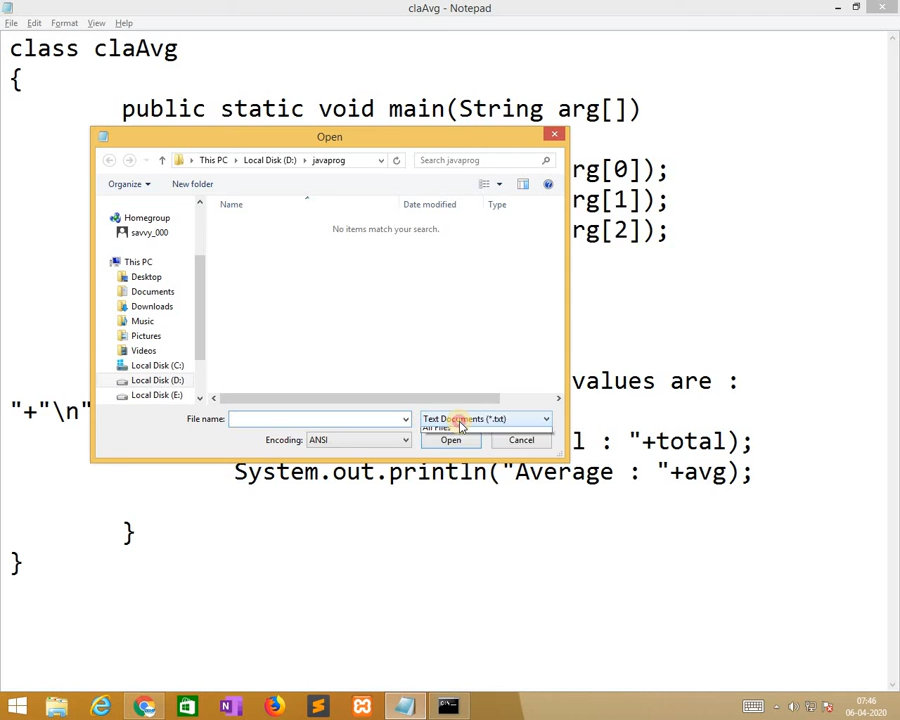 claAvg - Notepad
File Edit Format View Help
class claAvg
{
public static void main(String arg[])
Open
This PC Local Disk (D:) javaprog
Search javaprog
rg[0]);
Organize New folder
rg[1]);
Name Date modified Type
Homegroup
No items match your search.
rg[2]);
savvy_000
This PC
Desktop
Documents
Downloads
Music
Pictures
Videos
Local Disk (C:)
Local Disk (D:)
values are :
Local Disk (E:)
"+"\n"
File name: Text Documents (*.txt)
All Files
Encoding: ANSI Open Cancel
l : "+total);
System.out.println("Average : "+avg);
}
}
07:46
06-04-2020